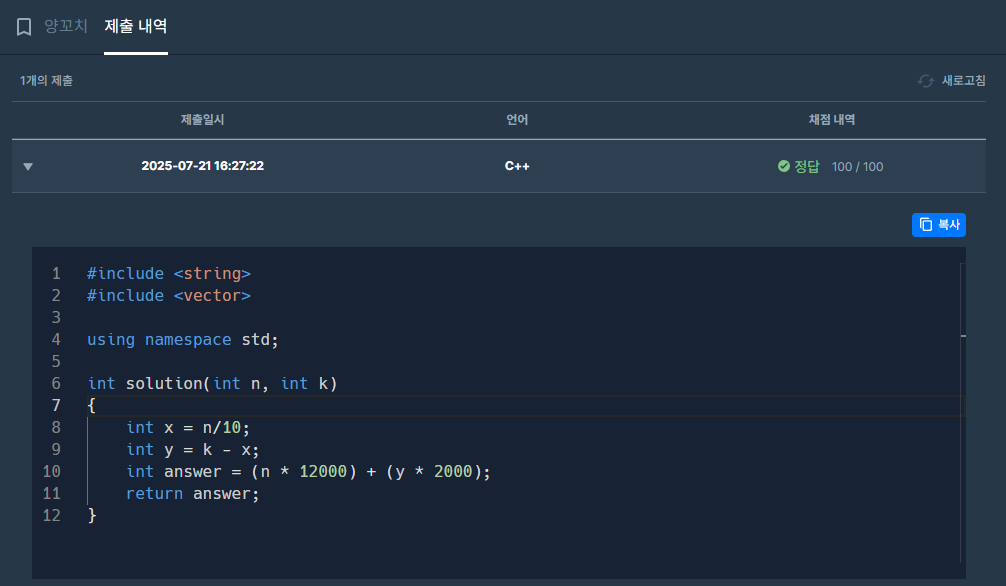 양꼬치 제출 내역
1개의 제출 새로고침
제출일시 언어 채점 내역
2025-07-21 16:27:22 C++ 정답 100 / 100
복사
1 #include <string>
2 #include <vector>
3
4 using namespace std;
5
6 int solution(int n, int k)
7 {
8     int x = n/10;
9     int y = k - x;
10     int answer = (n * 12000) + (y * 2000);
11     return answer;
12 }